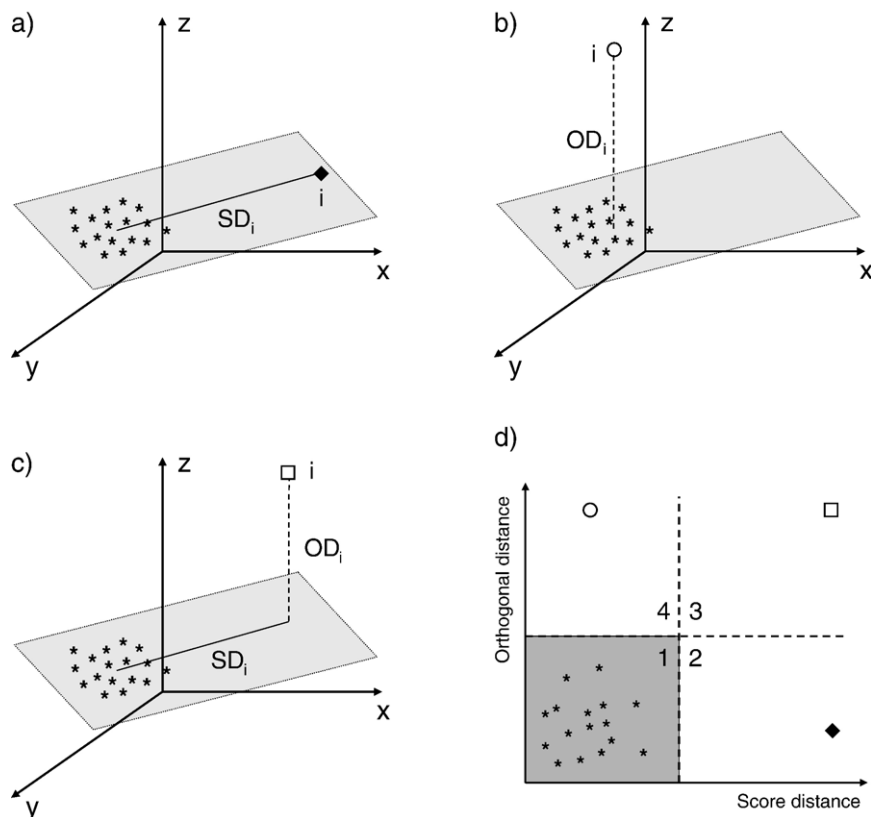 a)
z
SDᵢ
i
x
y
b)
z
i
ODᵢ
x
y
c)
z
i
ODᵢ
SDᵢ
x
y
d)
Orthogonal distance
4 3
1 2
Score distance